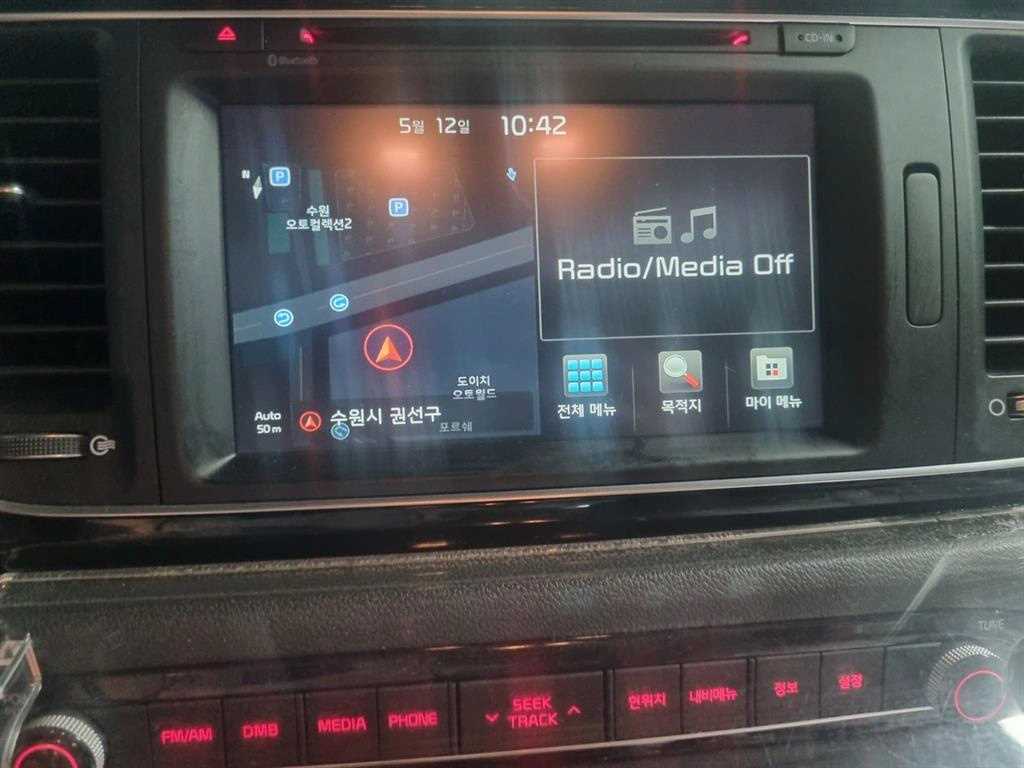 CD-IN
Bluetooth
5월 12일 10:42
N
P
P
수원
오토컬렉션2
Radio/Media Off
도이치
오토월드
Auto
50m
수원시 권선구
포르쉐
전체 메뉴
목적지
마이 메뉴
TUNE
FM/AM
DMB
MEDIA
PHONE
SEEK
TRACK
현위치
내비메뉴
정보
설정